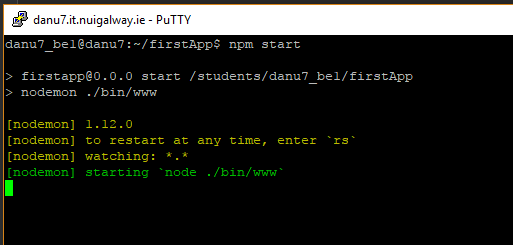 danu7.it.nuigalway.ie - PuTTY
danu7_be1@danu7:~/firstApp$ npm start
> firstapp@0.0.0 start /students/danu7_be1/firstApp
> nodemon ./bin/www
[nodemon] 1.12.0
[nodemon] to restart at any time, enter `rs`
[nodemon] watching: *.*
[nodemon] starting `node ./bin/www`